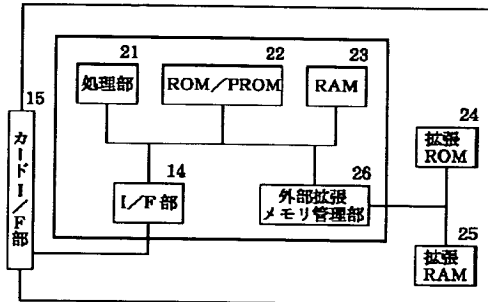 21
処理部
22
ROM/PROM
23
RAM
15
カードI/F部
14
I/F部
26
外部拡張
メモリ管理部
24
拡張
ROM
25
拡張
RAM